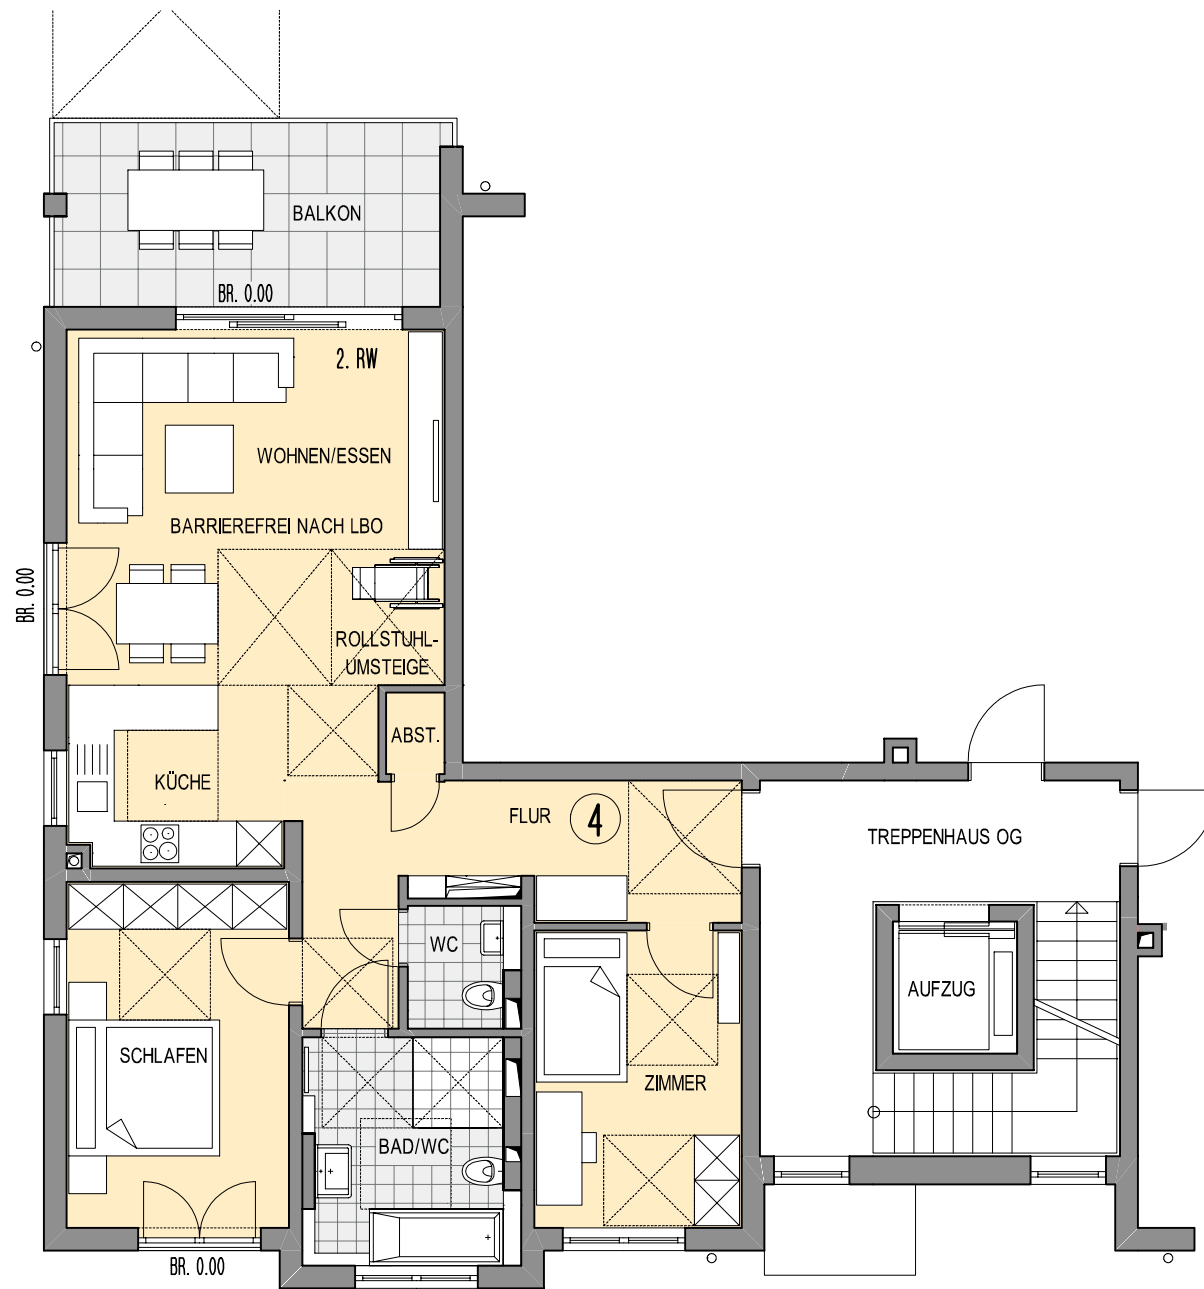 BALKON
BR. 0.00
2. RW
WOHNEN/ESSEN
BARRIEREFREI NACH LBO
BR. 0.00
ROLLSTUHL-
UMSTEIGE
ABST.
KÜCHE
FLUR
4
TREPPENHAUS OG
WC
AUFZUG
SCHLAFEN
ZIMMER
BAD/WC
BR. 0.00